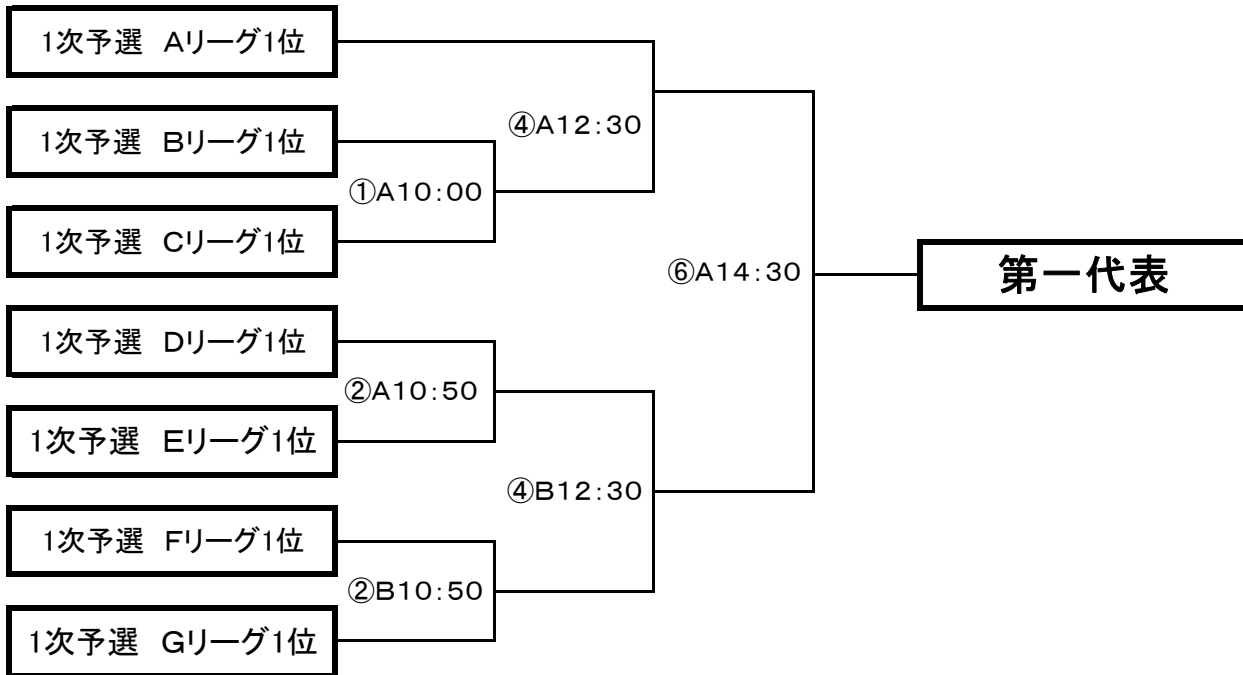 1次予選　Aリーグ1位
1次予選　Bリーグ1位
1次予選　Cリーグ1位
1次予選　Dリーグ1位
1次予選　Eリーグ1位
1次予選　Fリーグ1位
1次予選　Gリーグ1位
①A10:00
②A10:50
②B10:50
④A12:30
④B12:30
⑥A14:30
第一代表